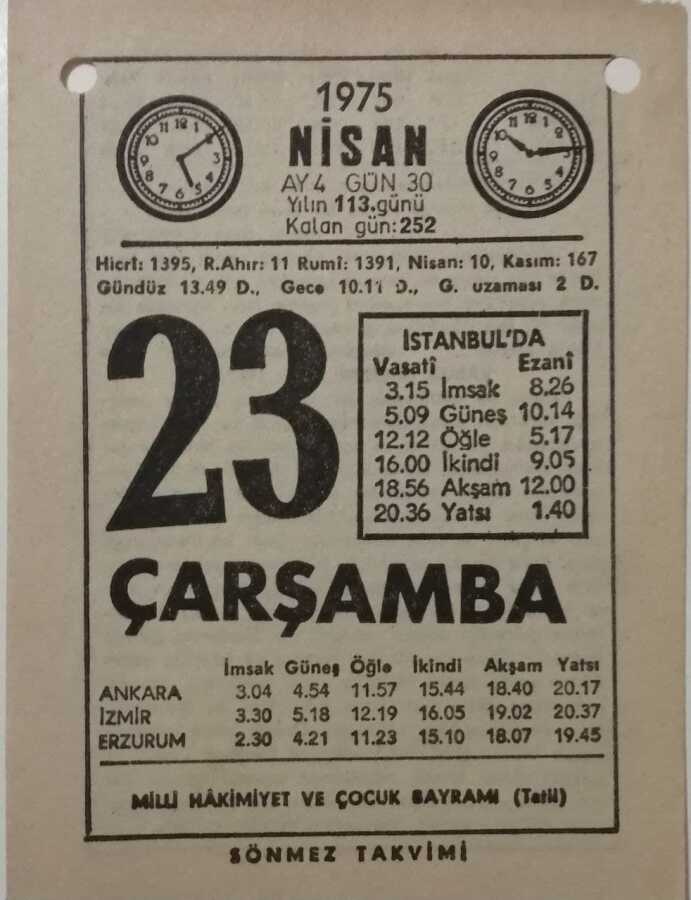 1975
NİSAN
AY 4 GÜN 30
Yılın 113.günü
Kalan gün:252
Hicrî: 1395, R.Ahır: 11 Rumî: 1391, Nisan: 10, Kasım: 167
Gündüz 13.49 D., Gece 10.11 D., G. uzaması 2 D.
23
İSTANBUL'DA
Vasatî Ezanî
3.15 İmsak 8.26
5.09 Güneş 10.14
12.12 Öğle 5.17
16.00 İkindi 9.05
18.56 Akşam 12.00
20.36 Yatsı 1.40
ÇARŞAMBA
İmsak Güneş Öğle İkindi Akşam Yatsı
ANKARA 3.04 4.54 11.57 15.44 18.40 20.17
İZMİR 3.30 5.18 12.19 16.05 19.02 20.37
ERZURUM 2.30 4.21 11.23 15.10 18.07 19.45
MİLLÎ HÂKİMİYET VE ÇOCUK BAYRAMI (Tatil)
SÖNMEZ TAKVİMİ